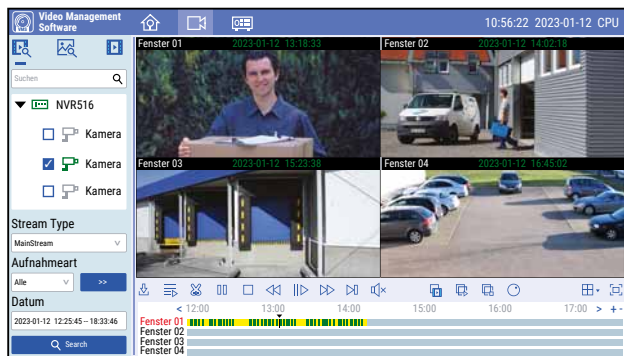 Video Management
Software
VMS
10:56:22 2023-01-12 CPU
Suchen
NVR516
Kamera
Kamera
Kamera
Stream Type
MainStream
Aufnahmeart
Alle
>>
Datum
2023-01-12 12:25:45 -- 18:33:46
Search
Fenster 01 2023-01-12 13:18:33
Fenster 02 2023-01-12 14:02:18
Fenster 03 2023-01-12 15:23:38
Fenster 04 2023-01-12 16:45:02
< 12:00 13:00 14:00 15:00 16:00 17:00 > + -
Fenster 01
Fenster 02
Fenster 03
Fenster 04